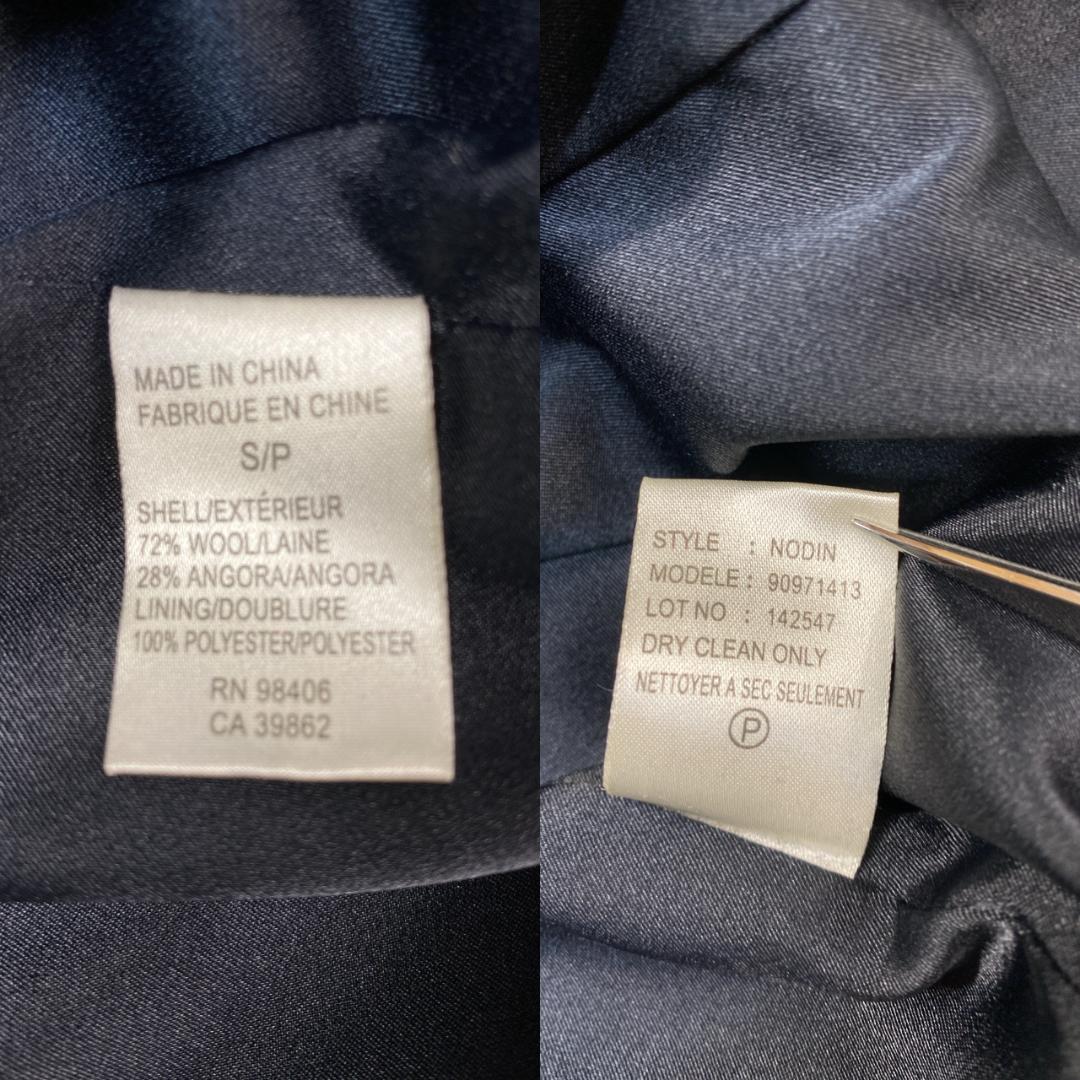 MADE IN CHINA
FABRIQUE EN CHINE
S/P
SHELL/EXTÉRIEUR
72% WOOL/LAINE
28% ANGORA/ANGORA
LINING/DOUBLURE
100% POLYESTER/POLYESTER
RN 98406
CA 39862
STYLE : NODIN
MODELE : 90971413
LOT NO : 142547
DRY CLEAN ONLY
NETTOYER A SEC SEULEMENT
P